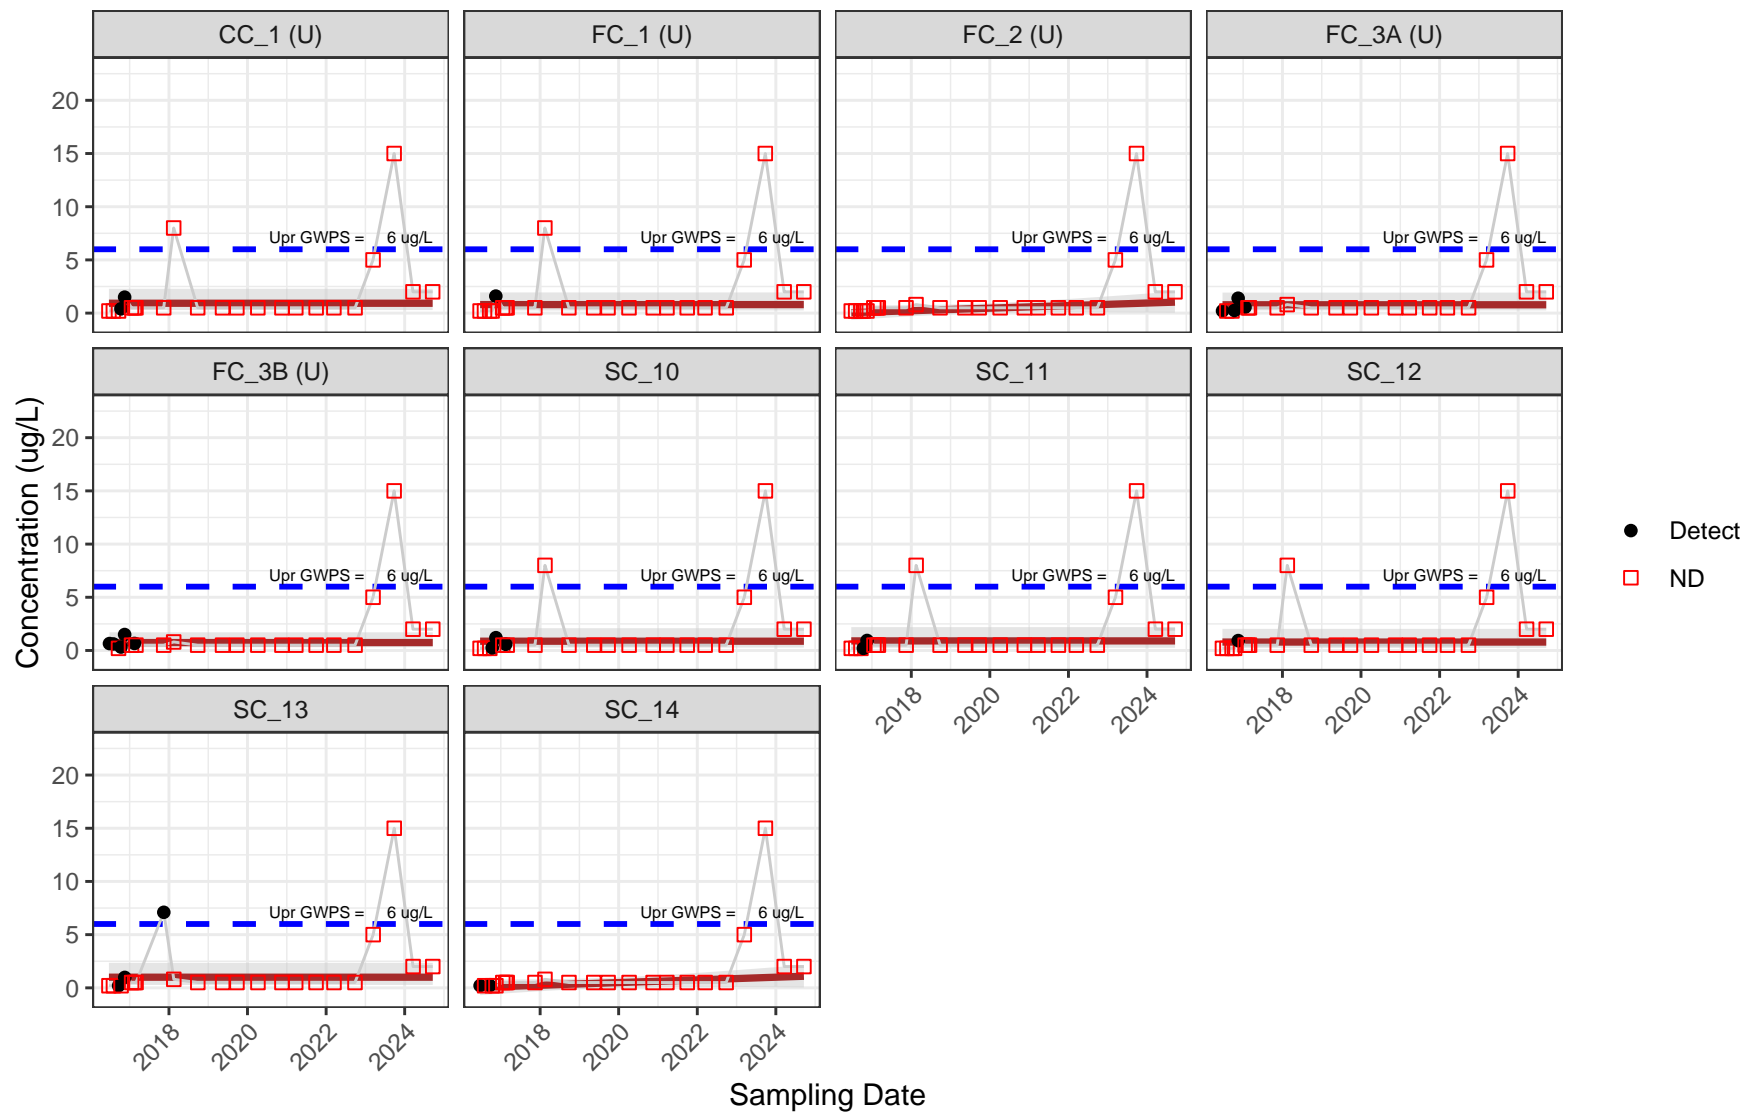 CC_1 (U) FC_1 (U) FC_2 (U) FC_3A (U)
20
15
10
5
0
Upr GWPS = 6 ug/L Upr GWPS = 6 ug/L Upr GWPS = 6 ug/L Upr GWPS = 6 ug/L
FC_3B (U) SC_10 SC_11 SC_12
20
15
10
5
0
Upr GWPS = 6 ug/L Upr GWPS = 6 ug/L Upr GWPS = 6 ug/L Upr GWPS = 6 ug/L
2018 2020 2022 2024 2018 2020 2022 2024
SC_13 SC_14
20
15
10
5
0
Upr GWPS = 6 ug/L Upr GWPS = 6 ug/L
2018 2020 2022 2024 2018 2020 2022 2024
Concentration (ug/L)
Sampling Date
Detect
ND